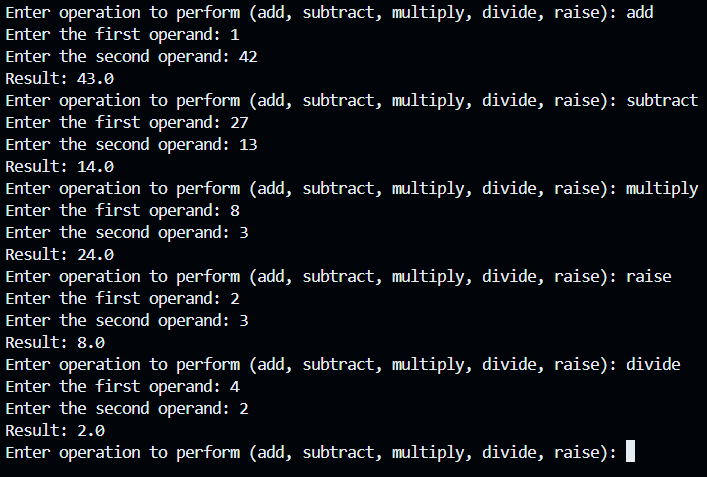 Enter operation to perform (add, subtract, multiply, divide, raise): add
Enter the first operand: 1
Enter the second operand: 42
Result: 43.0
Enter operation to perform (add, subtract, multiply, divide, raise): subtract
Enter the first operand: 27
Enter the second operand: 13
Result: 14.0
Enter operation to perform (add, subtract, multiply, divide, raise): multiply
Enter the first operand: 8
Enter the second operand: 3
Result: 24.0
Enter operation to perform (add, subtract, multiply, divide, raise): raise
Enter the first operand: 2
Enter the second operand: 3
Result: 8.0
Enter operation to perform (add, subtract, multiply, divide, raise): divide
Enter the first operand: 4
Enter the second operand: 2
Result: 2.0
Enter operation to perform (add, subtract, multiply, divide, raise):